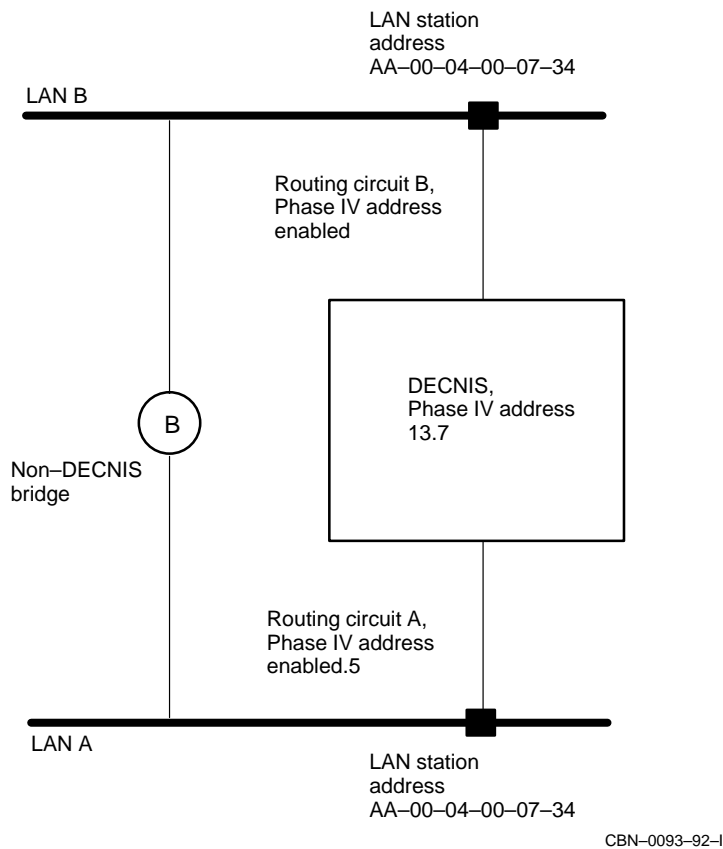 LAN station
address
AA–00–04–00–07–34
LAN B
Routing circuit B,
Phase IV address
enabled
DECNIS,
Phase IV address
13.7
B
Non–DECNIS
bridge
Routing circuit A,
Phase IV address
enabled.5
LAN A
LAN station
address
AA–00–04–00–07–34
CBN–0093–92–I